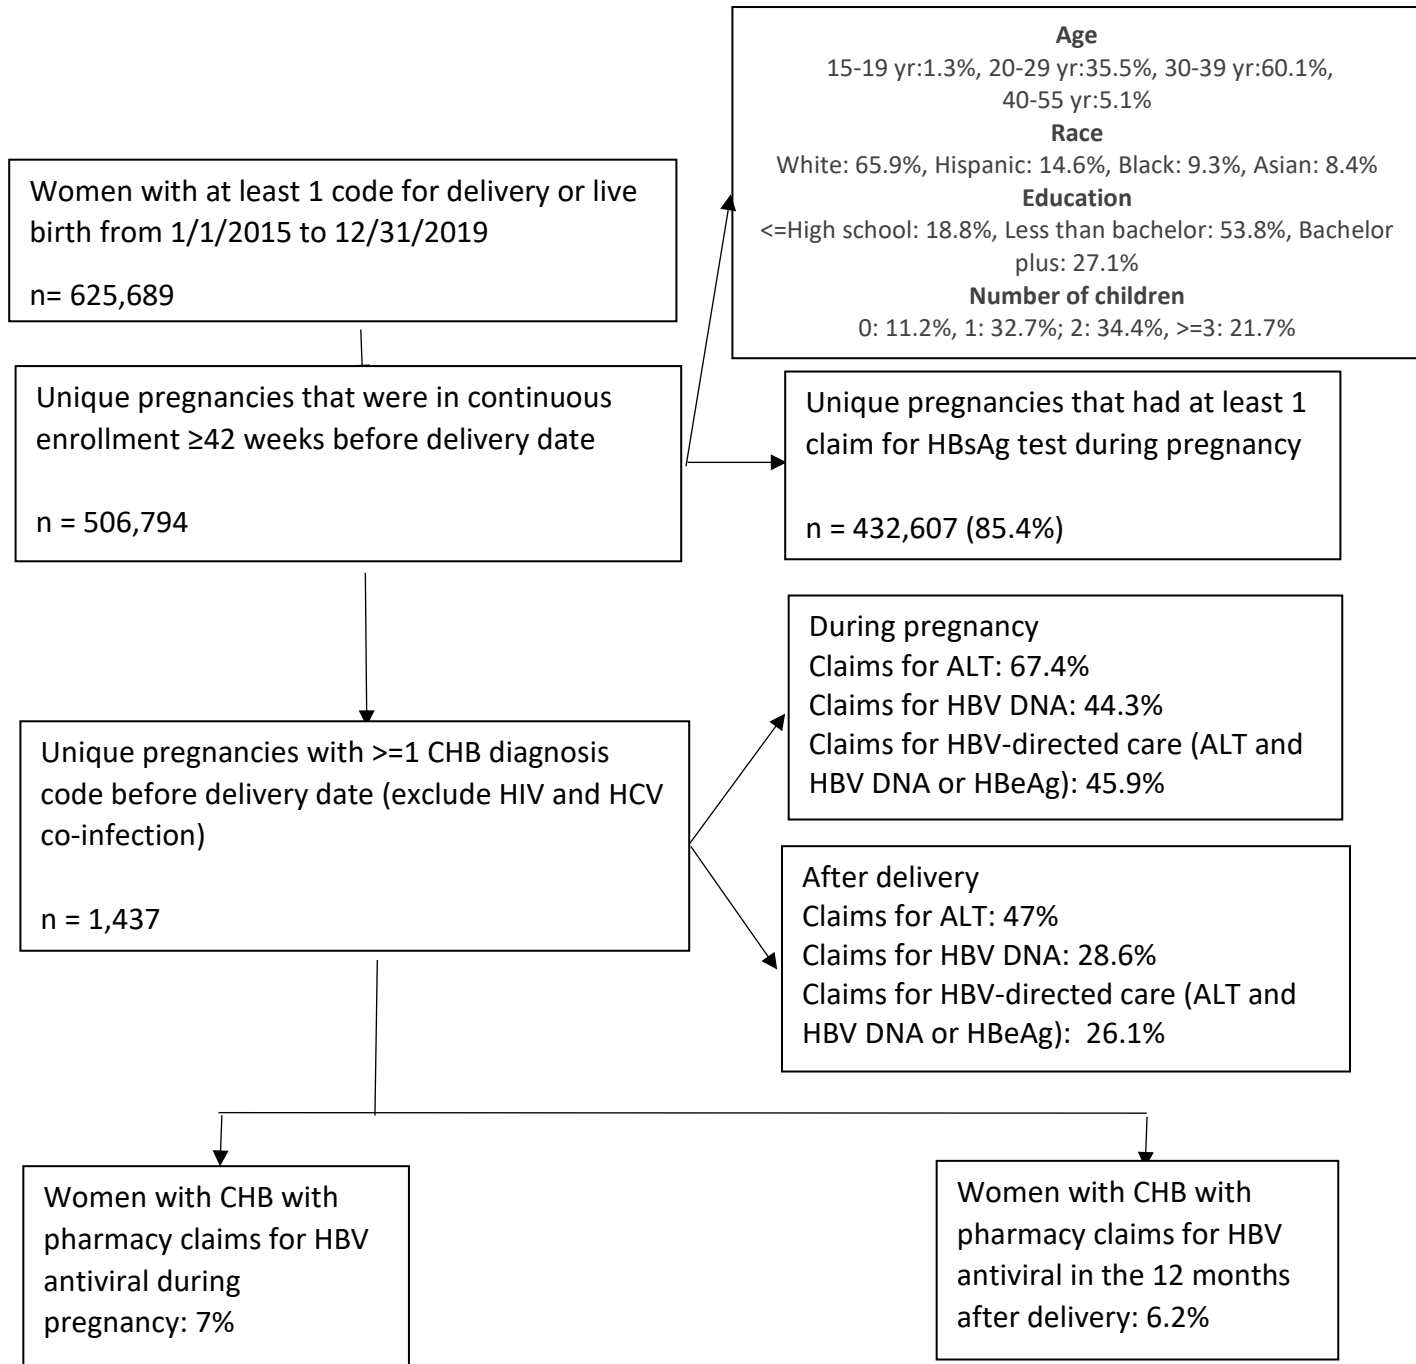 Age
15-19 yr:1.3%, 20-29 yr:35.5%, 30-39 yr:60.1%,
40-55 yr:5.1%
Race
White: 65.9%, Hispanic: 14.6%, Black: 9.3%, Asian: 8.4%
Education
<=High school: 18.8%, Less than bachelor: 53.8%, Bachelor
plus: 27.1%
Number of children
0: 11.2%, 1: 32.7%; 2: 34.4%, >=3: 21.7%
Women with at least 1 code for delivery or live
birth from 1/1/2015 to 12/31/2019
n= 625,689
Unique pregnancies that were in continuous
enrollment ≥42 weeks before delivery date
n = 506,794
Unique pregnancies that had at least 1
claim for HBsAg test during pregnancy
n = 432,607 (85.4%)
During pregnancy
Claims for ALT: 67.4%
Claims for HBV DNA: 44.3%
Claims for HBV-directed care (ALT and
HBV DNA or HBeAg): 45.9%
Unique pregnancies with >=1 CHB diagnosis
code before delivery date (exclude HIV and HCV
co-infection)
n = 1,437
After delivery
Claims for ALT: 47%
Claims for HBV DNA: 28.6%
Claims for HBV-directed care (ALT and
HBV DNA or HBeAg): 26.1%
Women with CHB with
pharmacy claims for HBV
antiviral during
pregnancy: 7%
Women with CHB with
pharmacy claims for HBV
antiviral in the 12 months
after delivery: 6.2%